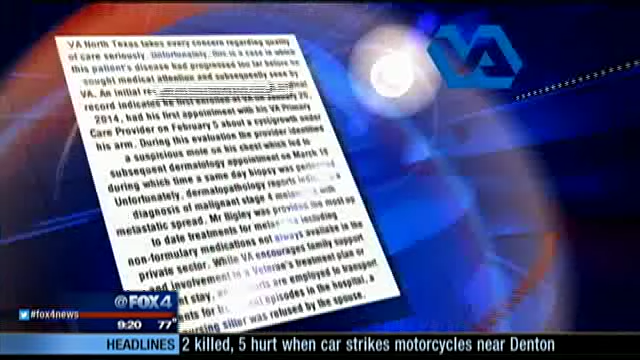 VA North Texas takes every concern regarding quality
of care seriously. Unfortunately, this is a case in which
this patient's disease had progressed too far before he
sought medical attention and subsequently seen by
VA. An initial
record indicates he first enrolled at VA on January 20,
2014, had his first appointment with his VA Primary
Care Provider on February 5 about a cyst/growth under
his arm. During this evaluation the provider identified
a suspicious mole on his chest which led to
subsequent dermatology appointment on March
during which time a same day biopsy was performed
Unfortunately, dermatopathology reports
diagnosis of malignant stage 4 melanoma with
metastatic spread. Mr Bigley was provided the most up
to date treatments for melanoma including
non-formulary medications not always available in the
private sector. While VA encourages family support
and involvement in a Veteran's treatment plan or
stay, are employed to transport
episodes in the hospital, a
nursing sitter was refused by the spouse.
VA
@FOX4
#fox4news
9:20 77°
HEADLINES 2 killed, 5 hurt when car strikes motorcycles near Denton